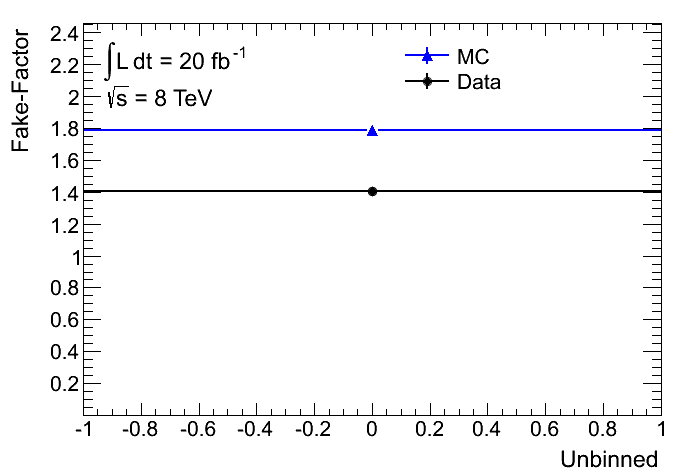 Fake-Factor
2.4
2.2
2
1.8
1.6
1.4
1.2
1
0.8
0.6
0.4
0.2
∫L dt = 20 fb⁻¹
√s = 8 TeV
MC
Data
-1 -0.8 -0.6 -0.4 -0.2 0 0.2 0.4 0.6 0.8 1
Unbinned